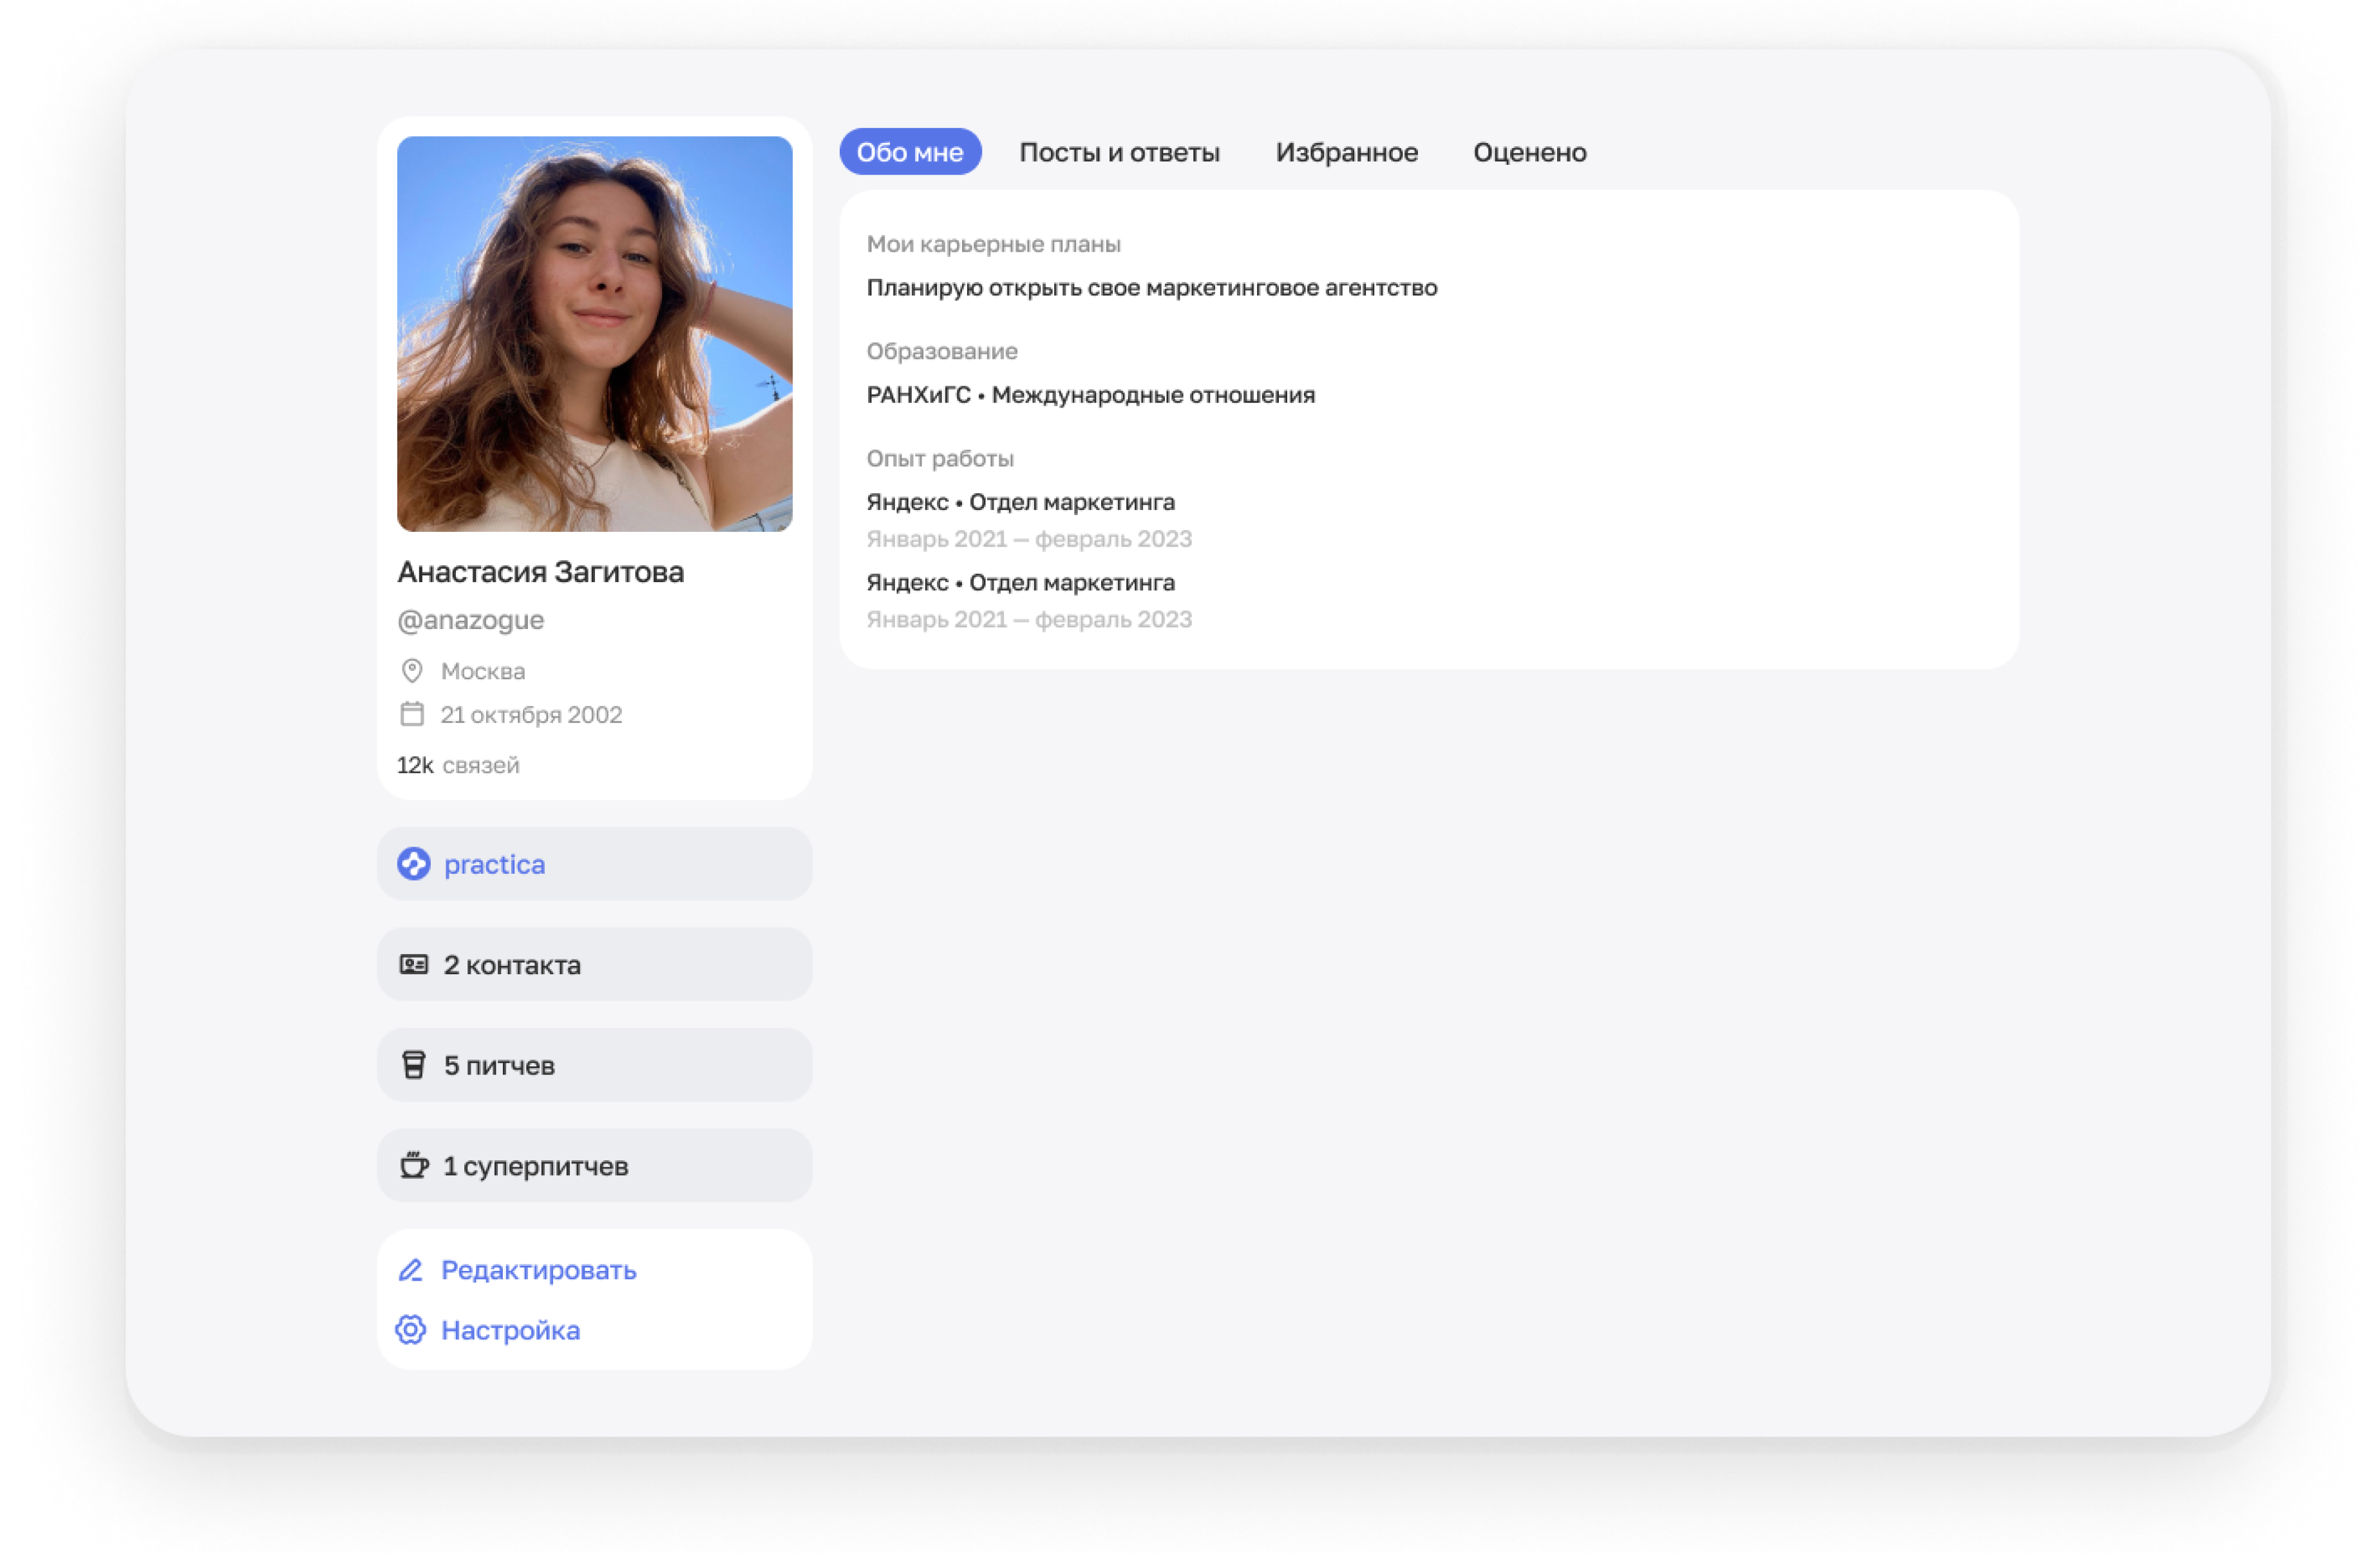 Анастасия Загитова
@anazogue
Москва
21 октября 2002
12k связей
practica
2 контакта
5 питчев
1 суперпитчев
Редактировать
Настройка
Обо мне Посты и ответы Избранное Оценено
Мои карьерные планы
Планирую открыть свое маркетинговое агентство
Образование
РАНХиГС • Международные отношения
Опыт работы
Яндекс • Отдел маркетинга
Январь 2021 — февраль 2023
Яндекс • Отдел маркетинга
Январь 2021 — февраль 2023